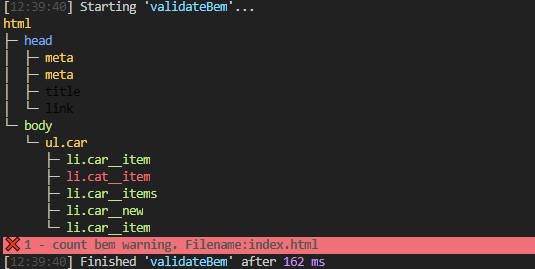 [12:39:40] Starting 'validateBem'...
html
├─ head
│  ├─ meta
│  ├─ meta
│  ├─ title
│  └─ link
└─ body
   └─ ul.car
      ├─ li.car__item
      ├─ li.cat__item
      ├─ li.car__items
      ├─ li.car__new
      └─ li.car__item
❌ 1 - count bem warning. Filename:index.html
[12:39:40] Finished 'validateBem' after 162 ms